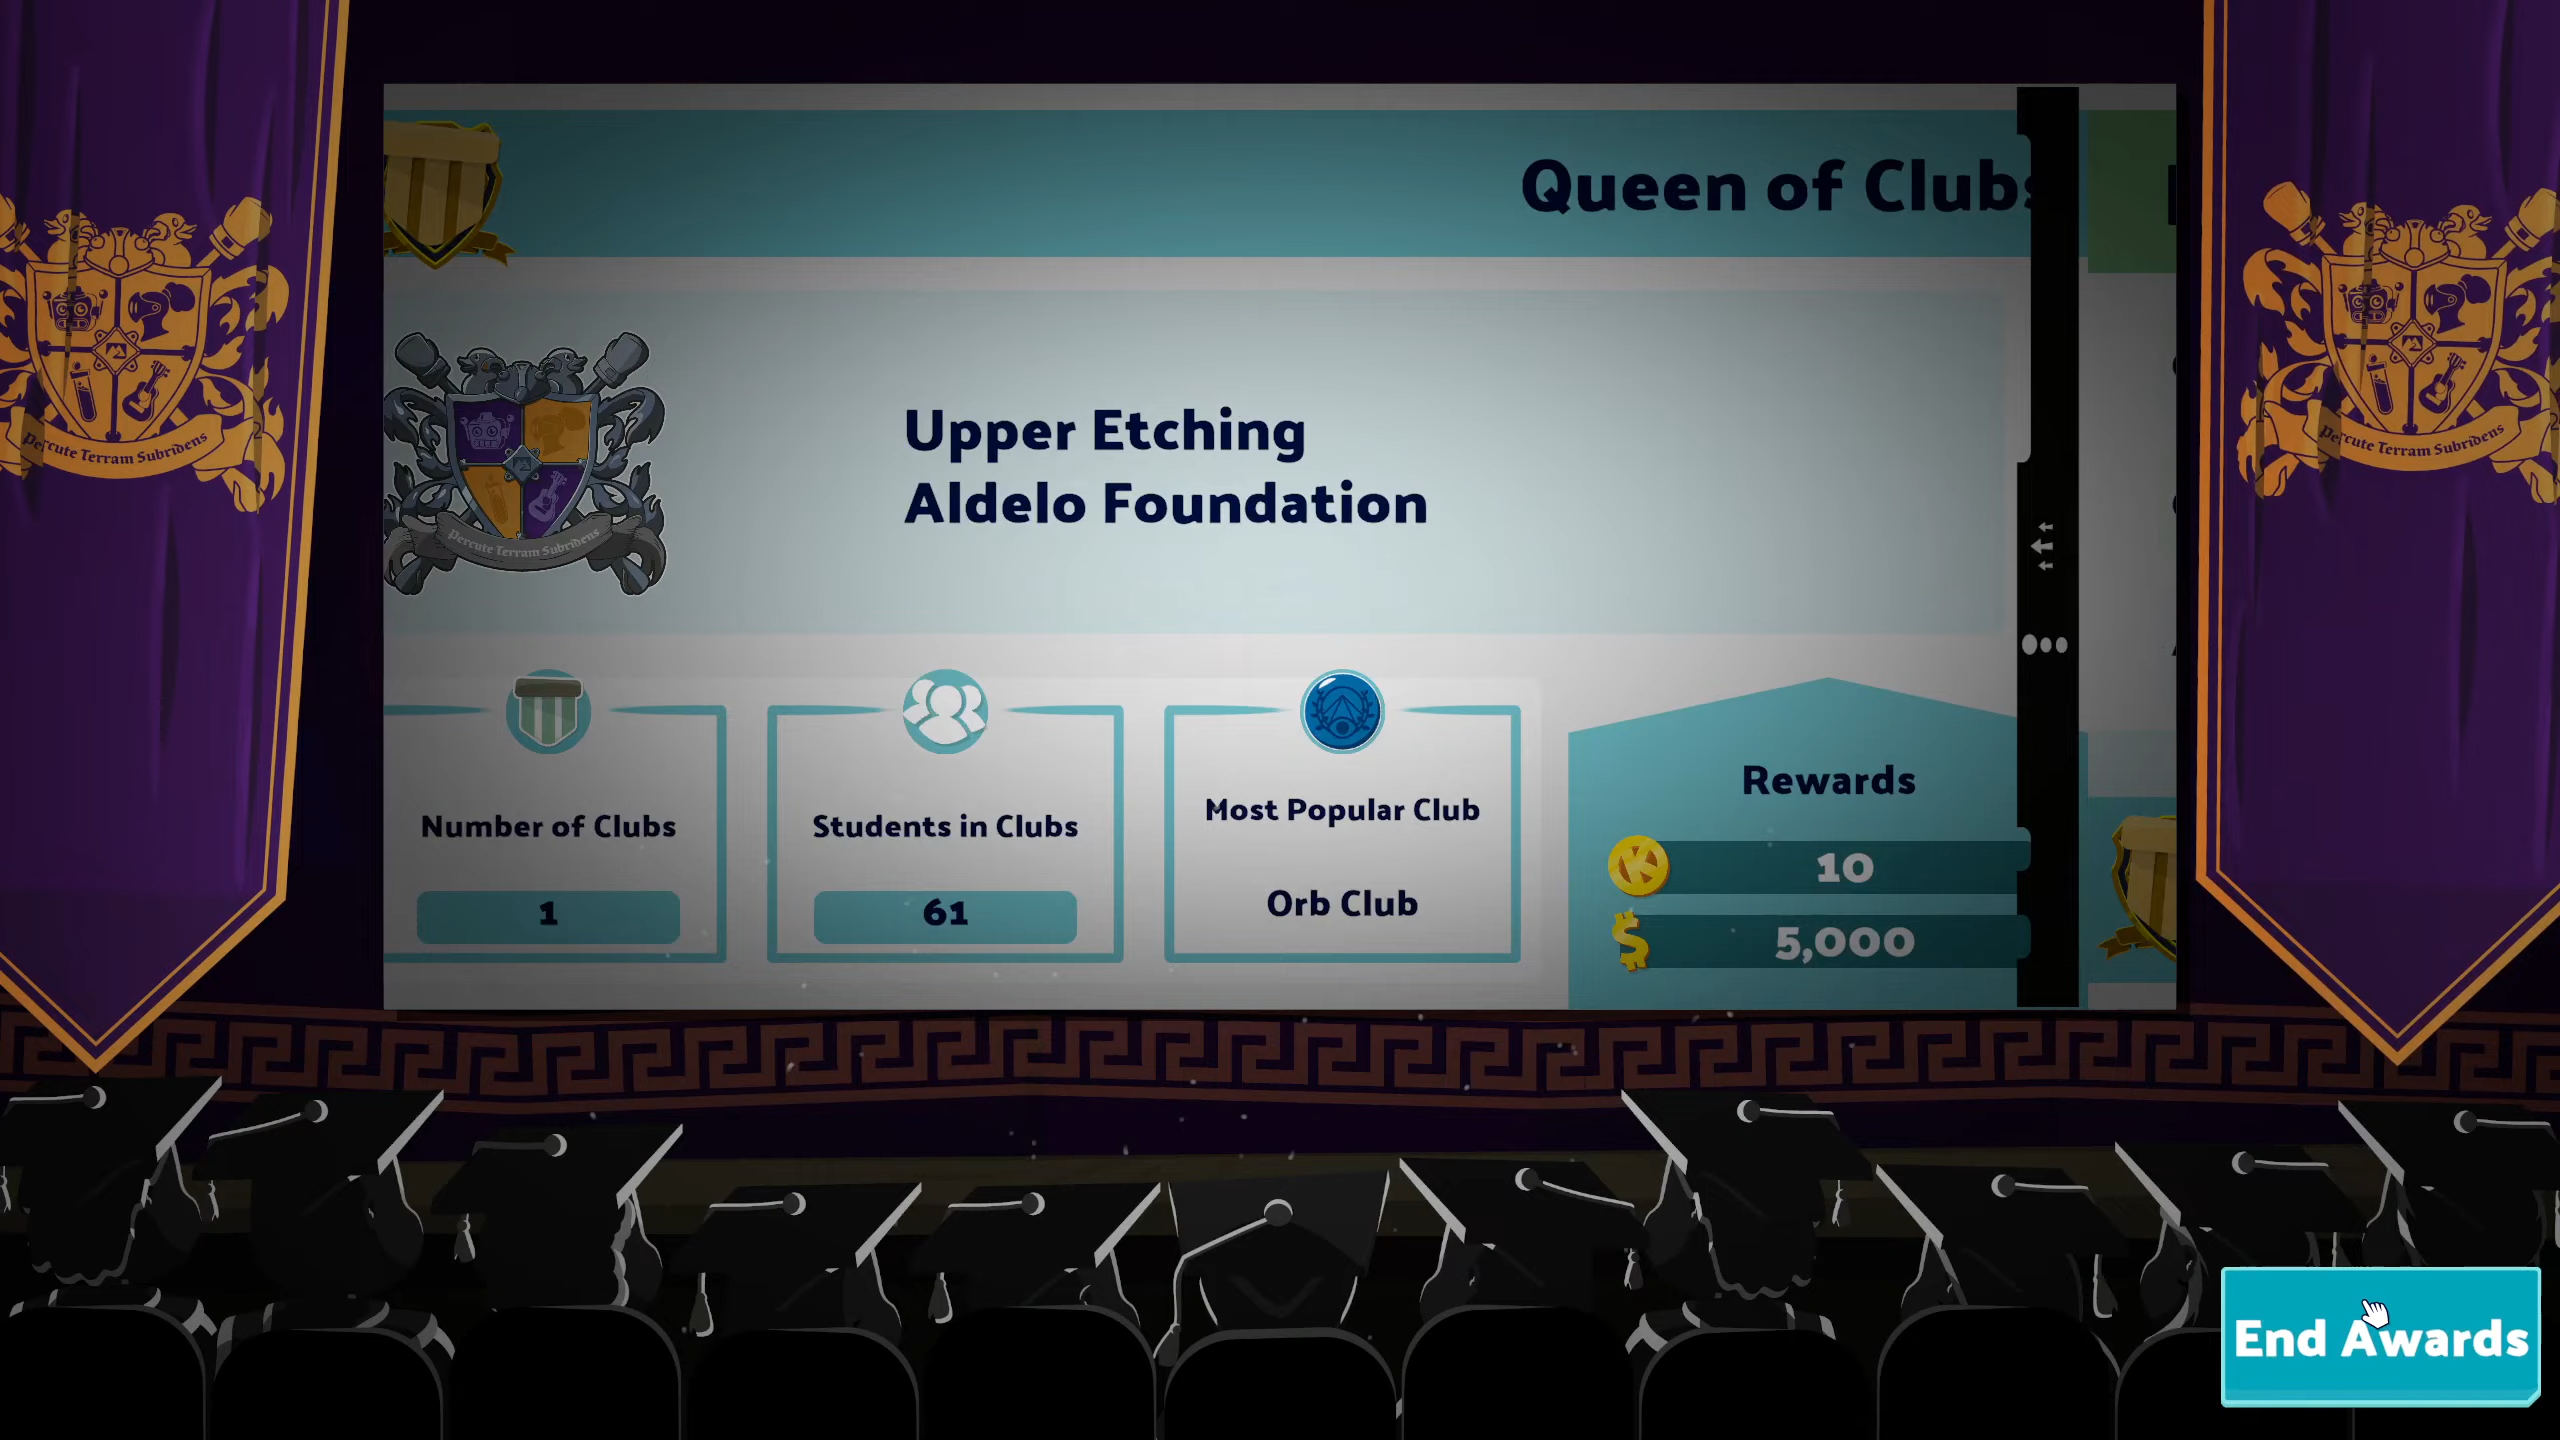 Queen of Clubs
Upper Etching
Aldelo Foundation
Percute Terram Subridens
Percute Terram Subridens
Percute Terram Subridens
Number of Clubs
1
Students in Clubs
61
Most Popular Club
Orb Club
Rewards
10
5,000
End Awards